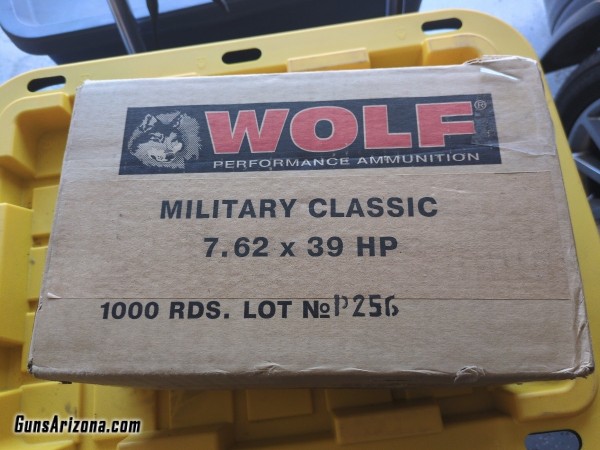 WOLF®
PERFORMANCE AMMUNITION
MILITARY CLASSIC
7.62 x 39 HP
1000 RDS. LOT №P256
GunsArizona.com